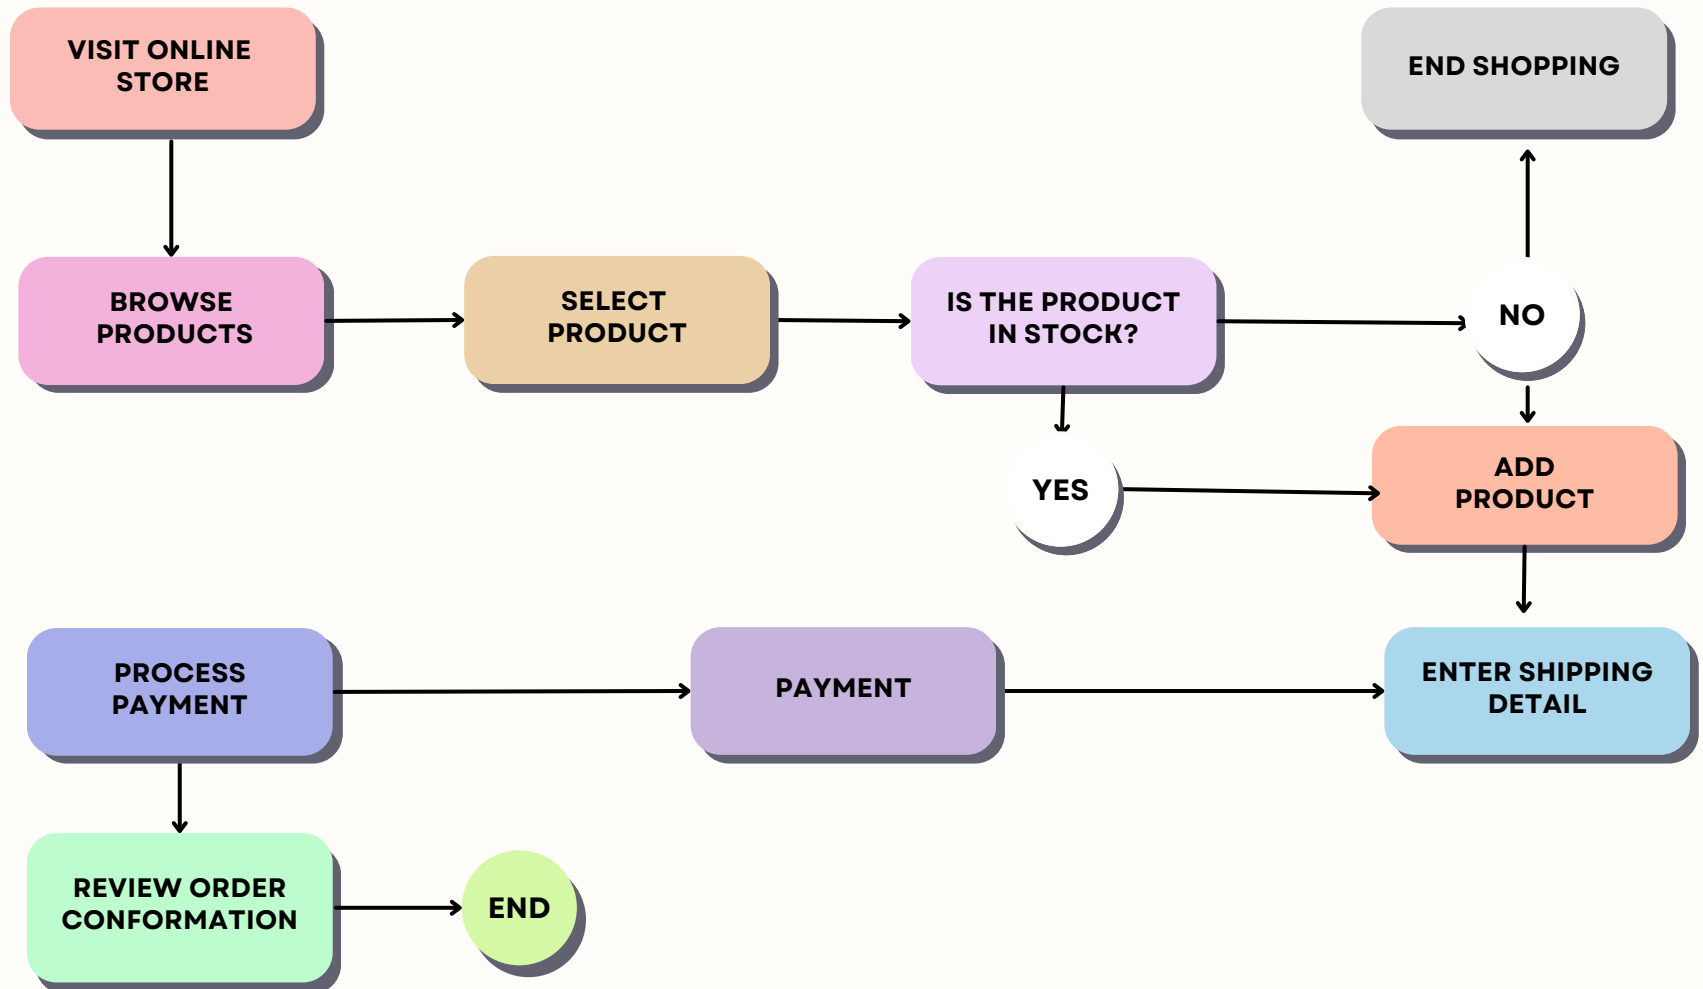 VISIT ONLINE
STORE
END SHOPPING
BROWSE
PRODUCTS
SELECT
PRODUCT
IS THE PRODUCT
IN STOCK?
NO
YES
ADD
PRODUCT
PROCESS
PAYMENT
PAYMENT
ENTER SHIPPING
DETAIL
REVIEW ORDER
CONFORMATION
END